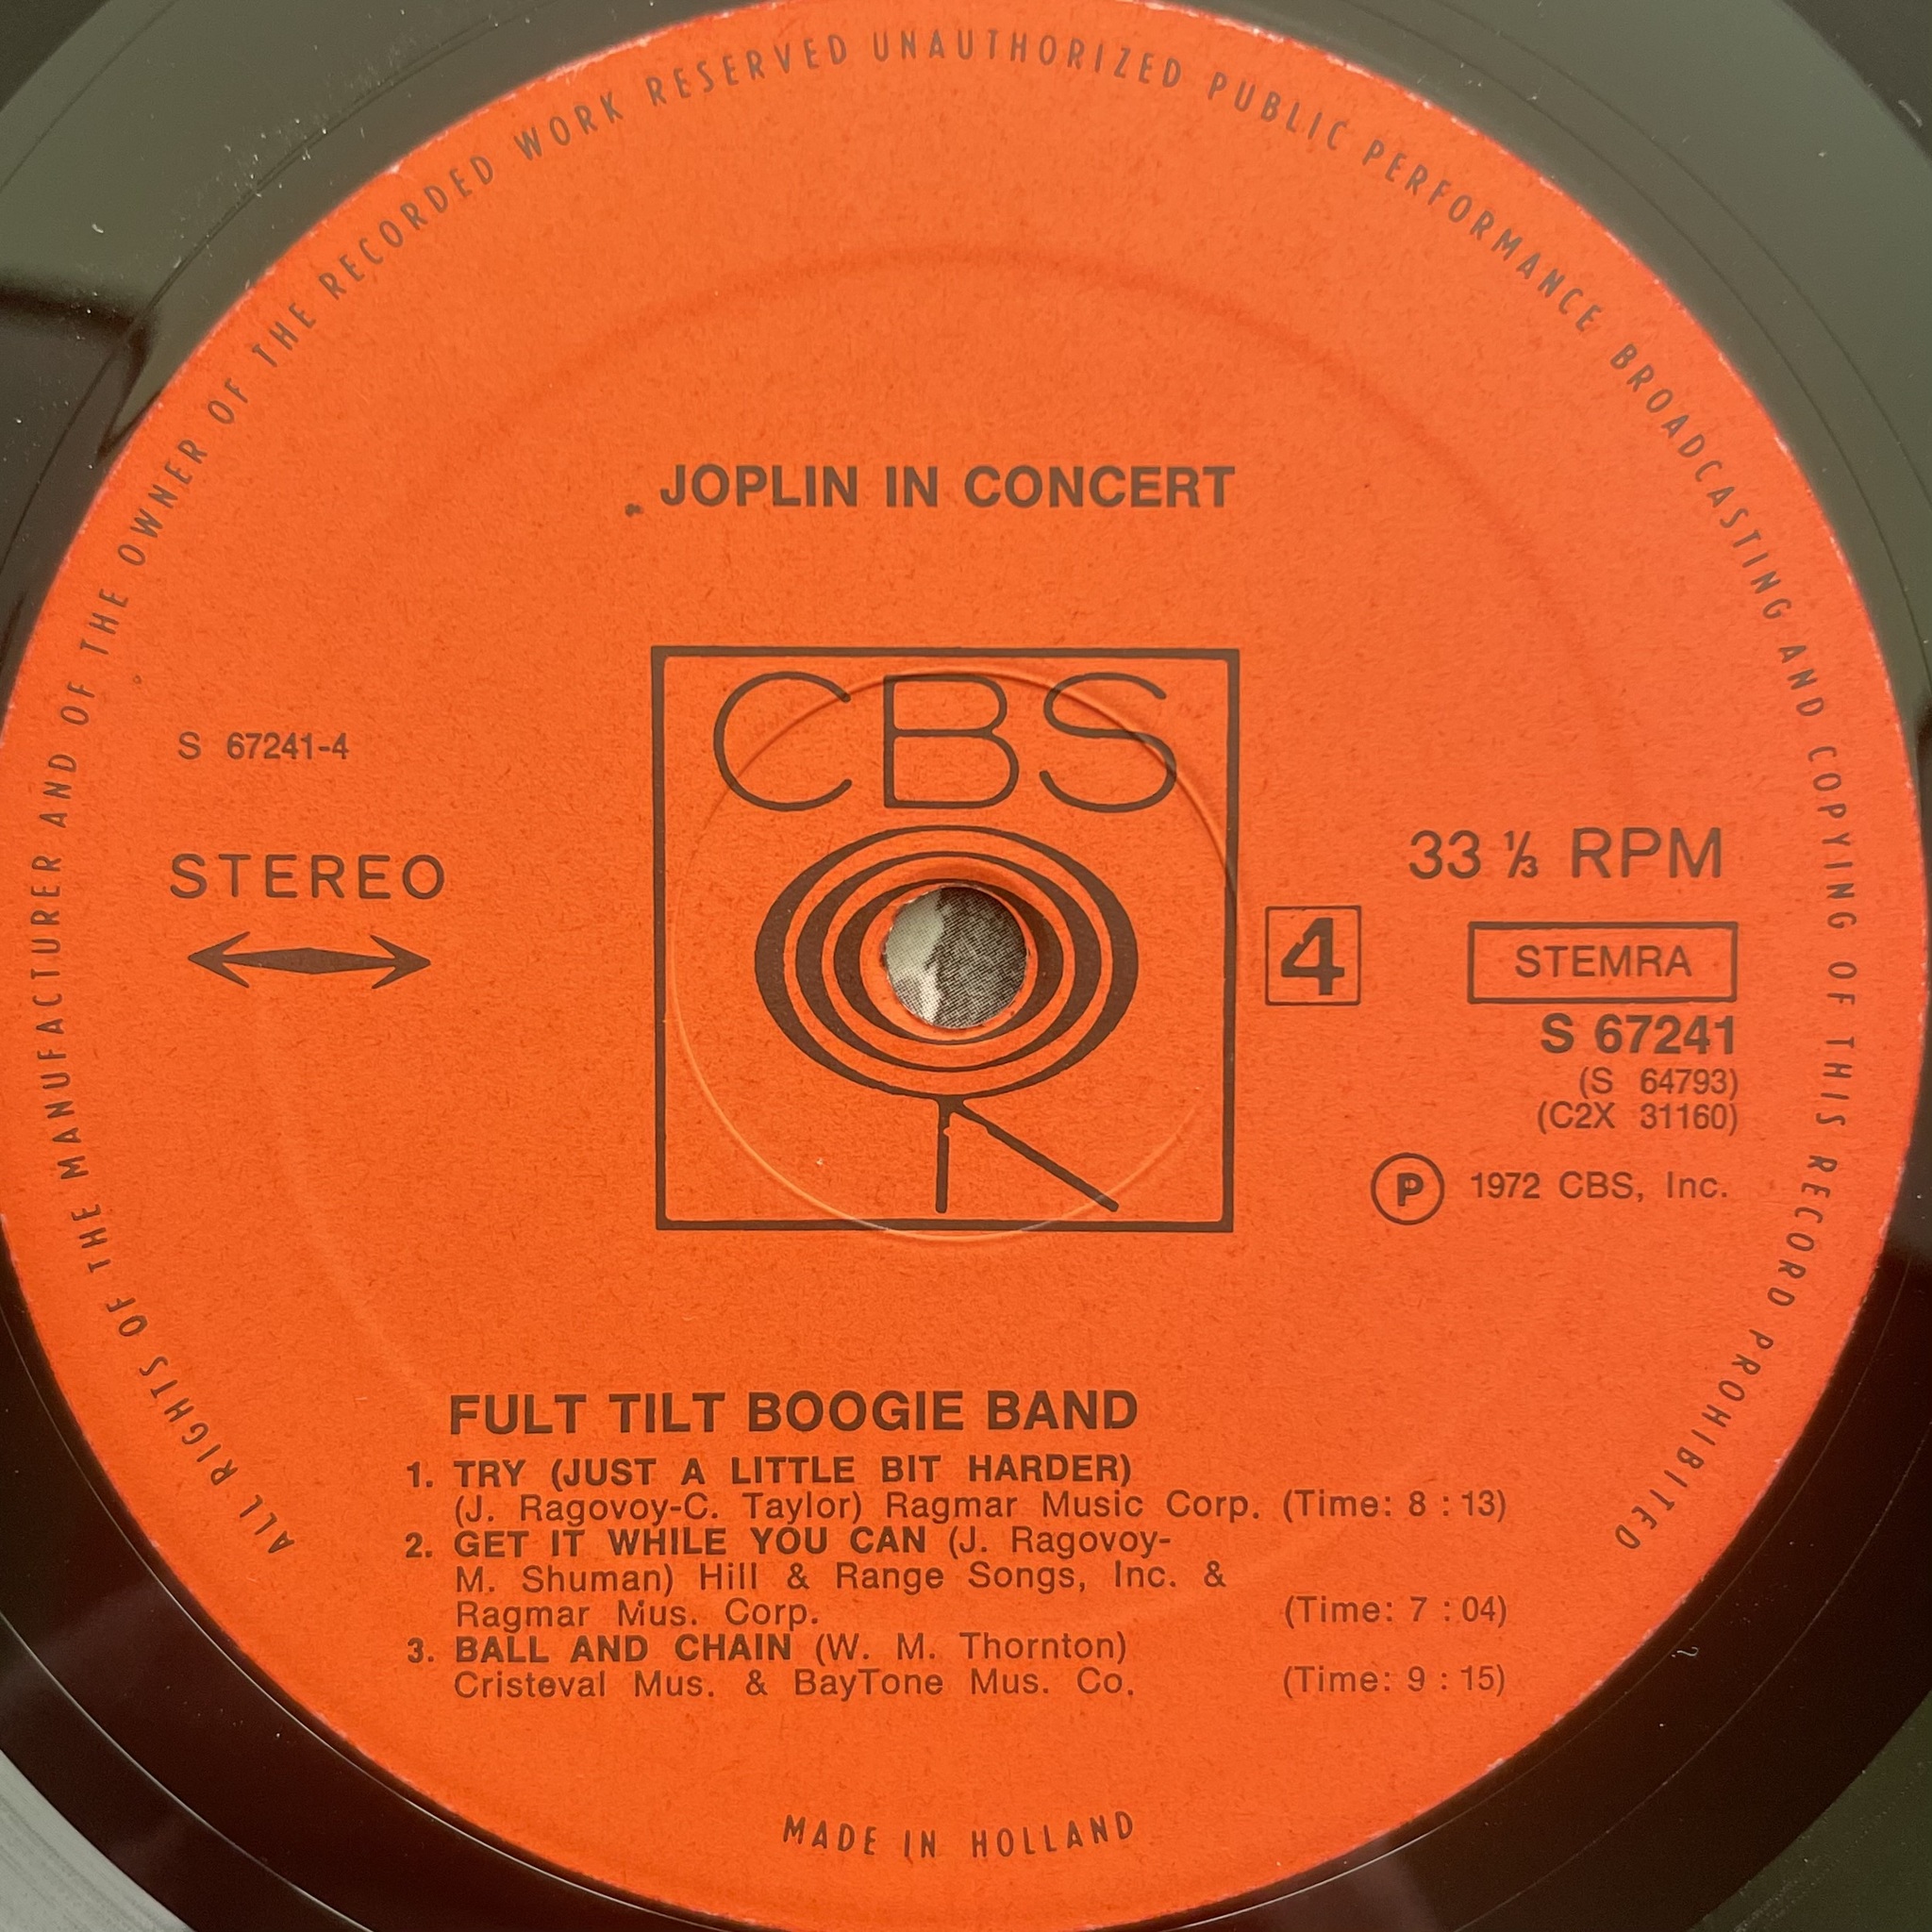 ALL RIGHTS OF THE MANUFACTURER AND OF THE OWNER OF THE RECORDED WORK RESERVED UNAUTHORIZED PUBLIC PERFORMANCE BROADCASTING AND COPYING OF THIS RECORD PROHIBITED
JOPLIN IN CONCERT
CBS
S 67241-4
STEREO
4
33 ⅓ RPM
STEMRA
S 67241
(S 64793)
(C2X 31160)
Ⓟ 1972 CBS, Inc.
FULT TILT BOOGIE BAND
1. TRY (JUST A LITTLE BIT HARDER)
(J. Ragovoy-C. Taylor) Ragmar Music Corp. (Time: 8 : 13)
2. GET IT WHILE YOU CAN (J. Ragovoy-
M. Shuman) Hill & Range Songs, Inc. &
Ragmar Mus. Corp. (Time: 7 : 04)
3. BALL AND CHAIN (W. M. Thornton)
Cristeval Mus. & BayTone Mus. Co. (Time: 9 : 15)
MADE IN HOLLAND